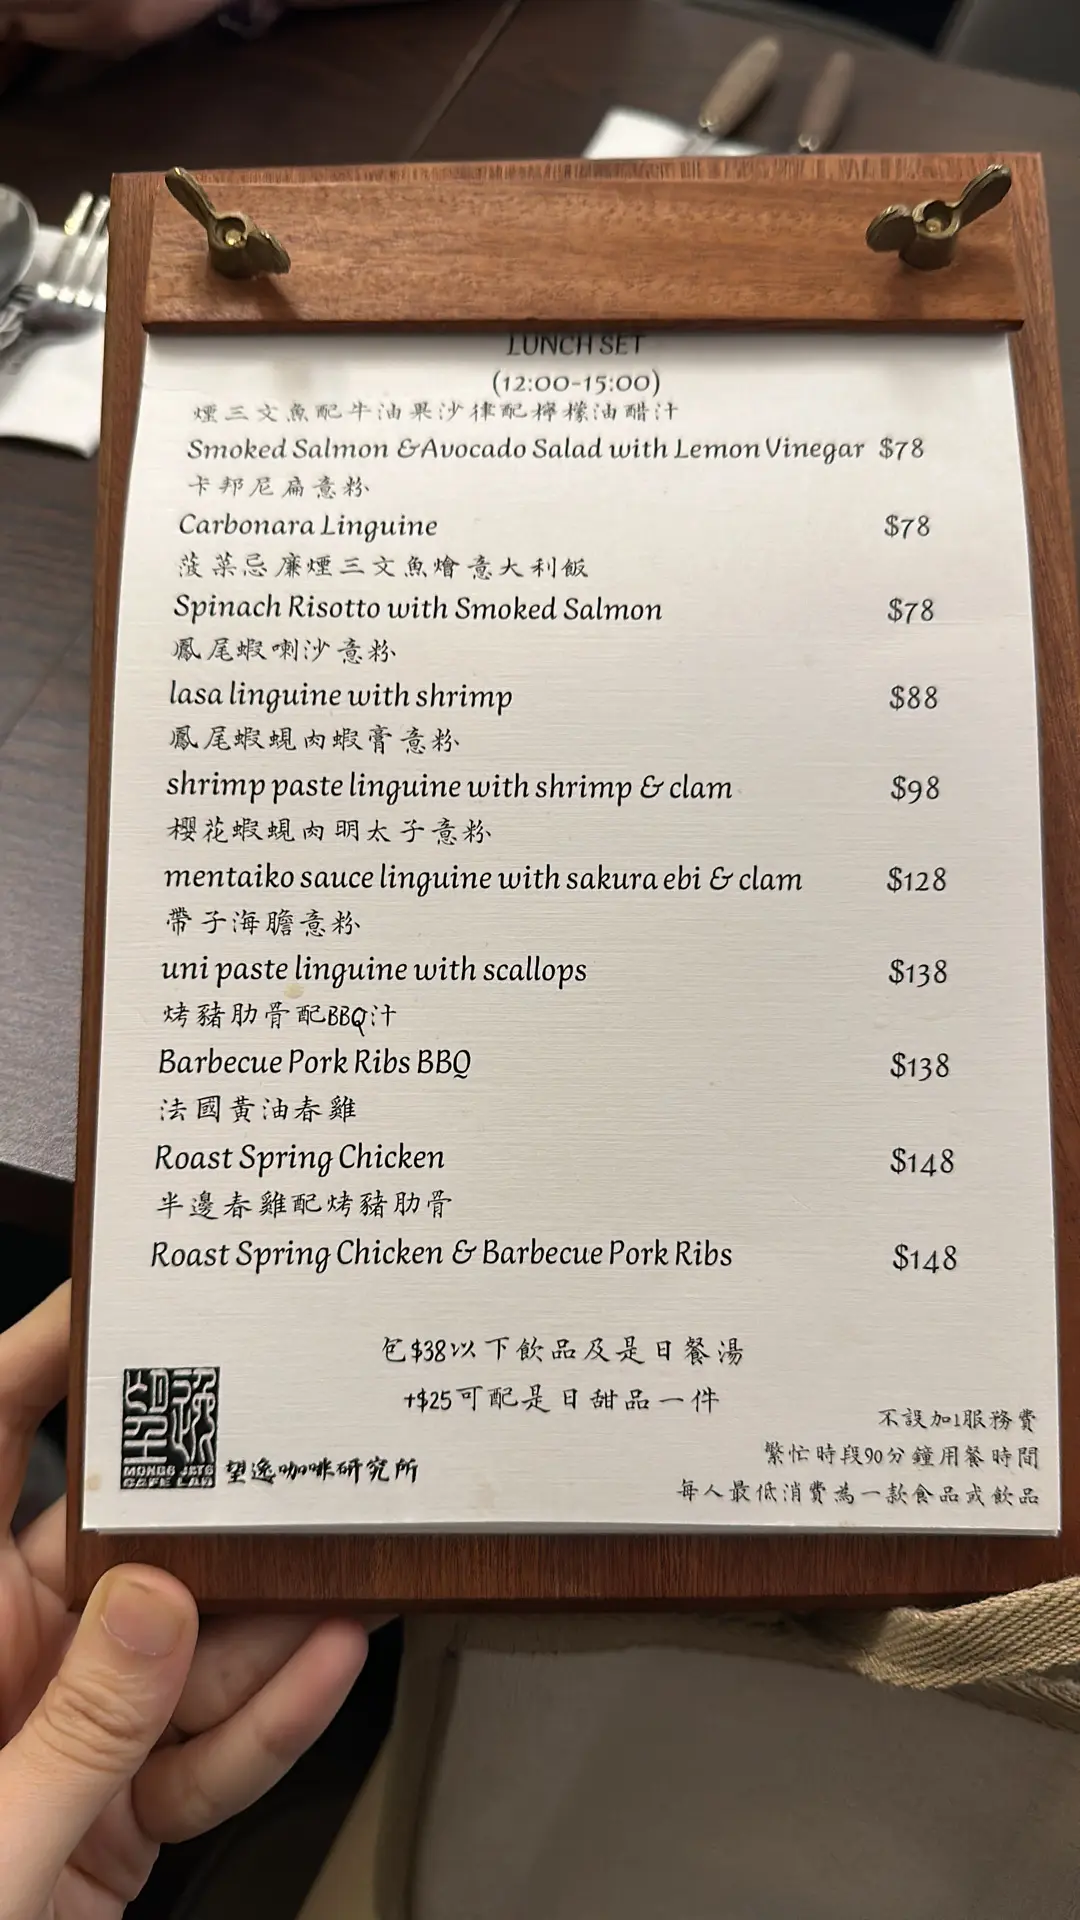 LUNCH SET
(12:00-15:00)
煙三文魚配牛油果沙律配檸檬油醋汁
Smoked Salmon &Avocado Salad with Lemon Vinegar $78
卡邦尼扁意粉
Carbonara Linguine $78
菠菜忌廉煙三文魚燴意大利飯
Spinach Risotto with Smoked Salmon $78
鳳尾蝦喇沙意粉
lasa linguine with shrimp $88
鳳尾蝦蜆肉蝦膏意粉
shrimp paste linguine with shrimp & clam $98
櫻花蝦蜆肉明太子意粉
mentaiko sauce linguine with sakura ebi & clam $128
帶子海膽意粉
uni paste linguine with scallops $138
烤豬肋骨配BBQ汁
Barbecue Pork Ribs BBQ $138
法國黃油春雞
Roast Spring Chicken $148
半邊春雞配烤豬肋骨
Roast Spring Chicken & Barbecue Pork Ribs $148
包$38以下飲品及是日餐湯
+$25可配是日甜品一件
不設加1服務費
繁忙時段90分鐘用餐時間
每人最低消費為一款食品或飲品
望逸
MONGS JETS
CAFE LAB
望逸咖啡研究所